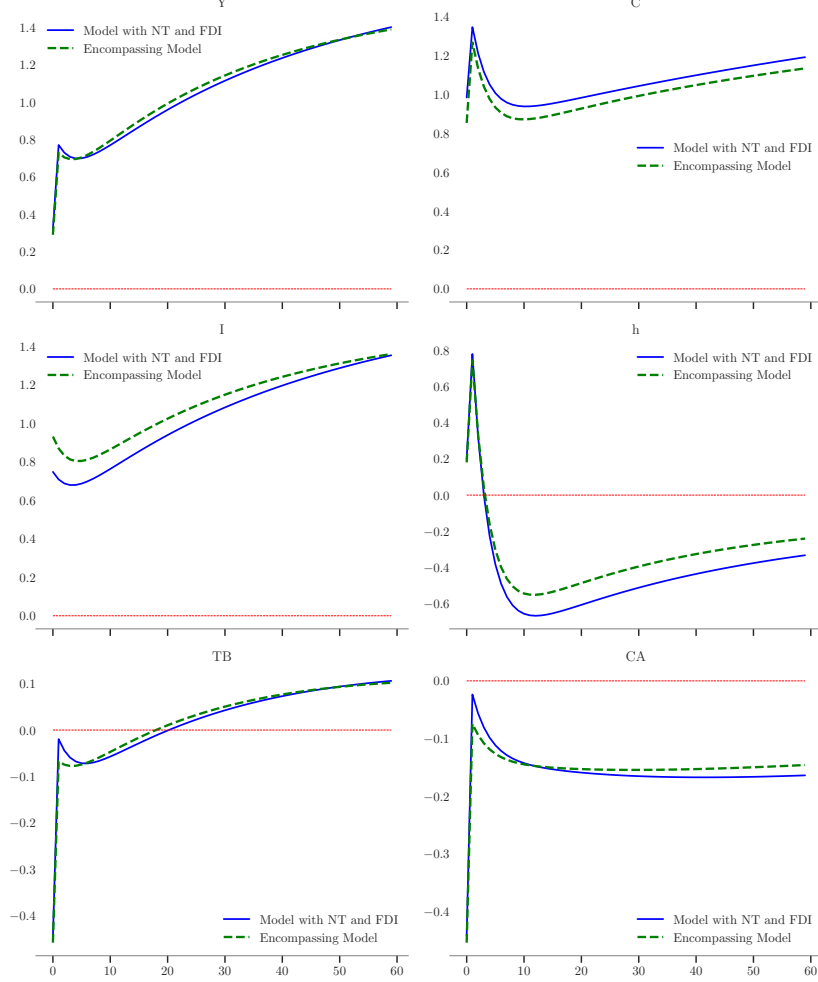 Y
1.4
1.2
1.0
0.8
0.6
0.4
0.2
0.0
Model with NT and FDI
Encompassing Model
C
1.4
1.2
1.0
0.8
0.6
0.4
0.2
0.0
Model with NT and FDI
Encompassing Model
I
1.4
1.2
1.0
0.8
0.6
0.4
0.2
0.0
Model with NT and FDI
Encompassing Model
h
0.8
0.6
0.4
0.2
0.0
−0.2
−0.4
−0.6
Model with NT and FDI
Encompassing Model
TB
0.1
0.0
−0.1
−0.2
−0.3
−0.4
Model with NT and FDI
Encompassing Model
0 10 20 30 40 50 60
CA
0.0
−0.1
−0.2
−0.3
−0.4
Model with NT and FDI
Encompassing Model
0 10 20 30 40 50 60